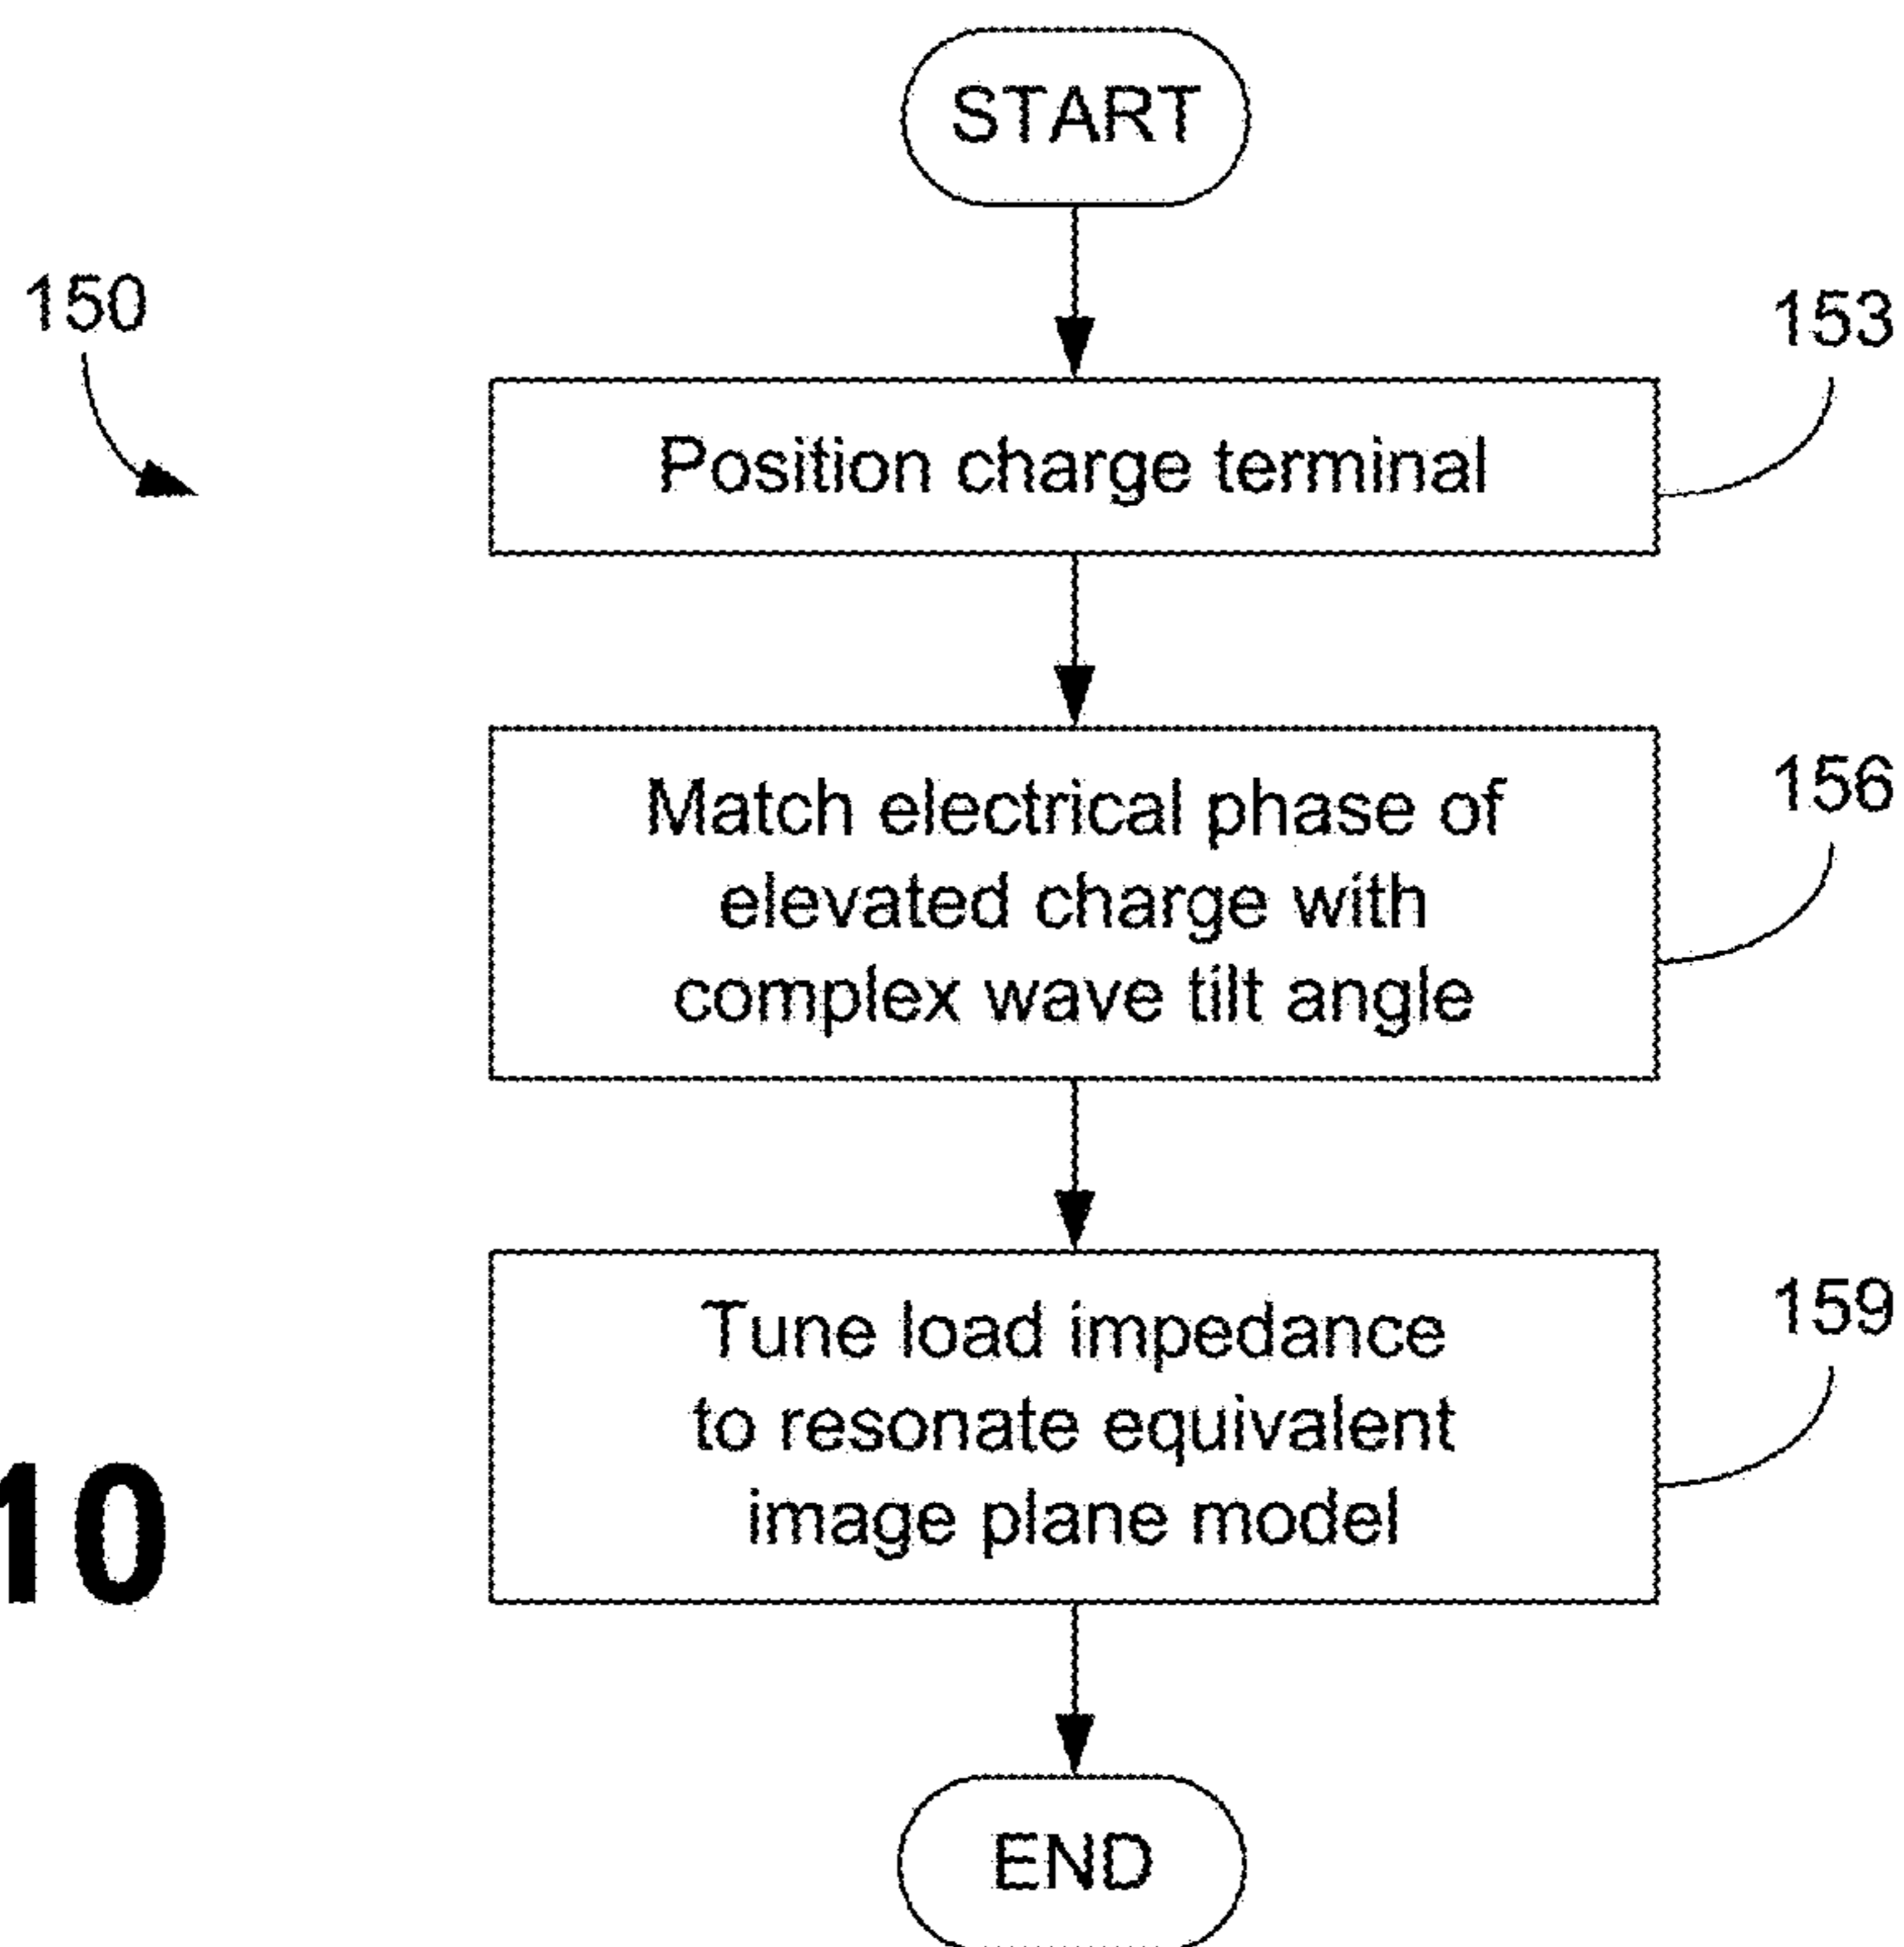 START
150
153
Position charge terminal
156
Match electrical phase of
elevated charge with
complex wave tilt angle
159
Tune load impedance
to resonate equivalent
image plane model
10
END